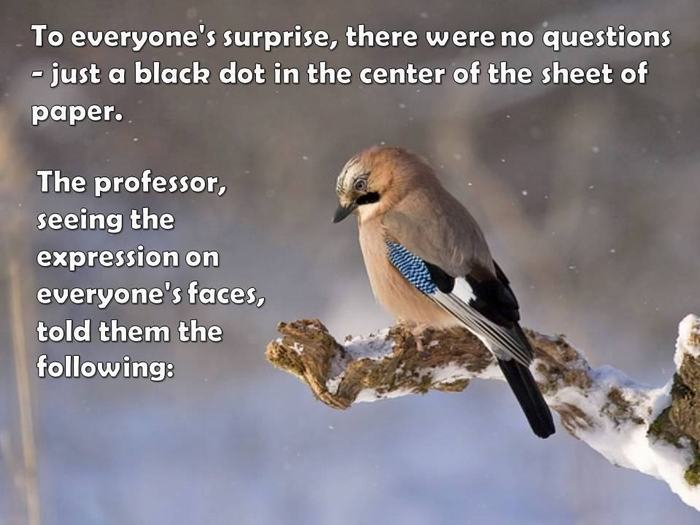 To everyone's surprise, there were no questions
- just a black dot in the center of the sheet of
paper.
The professor,
seeing the
expression on
everyone's faces,
told them the
following: